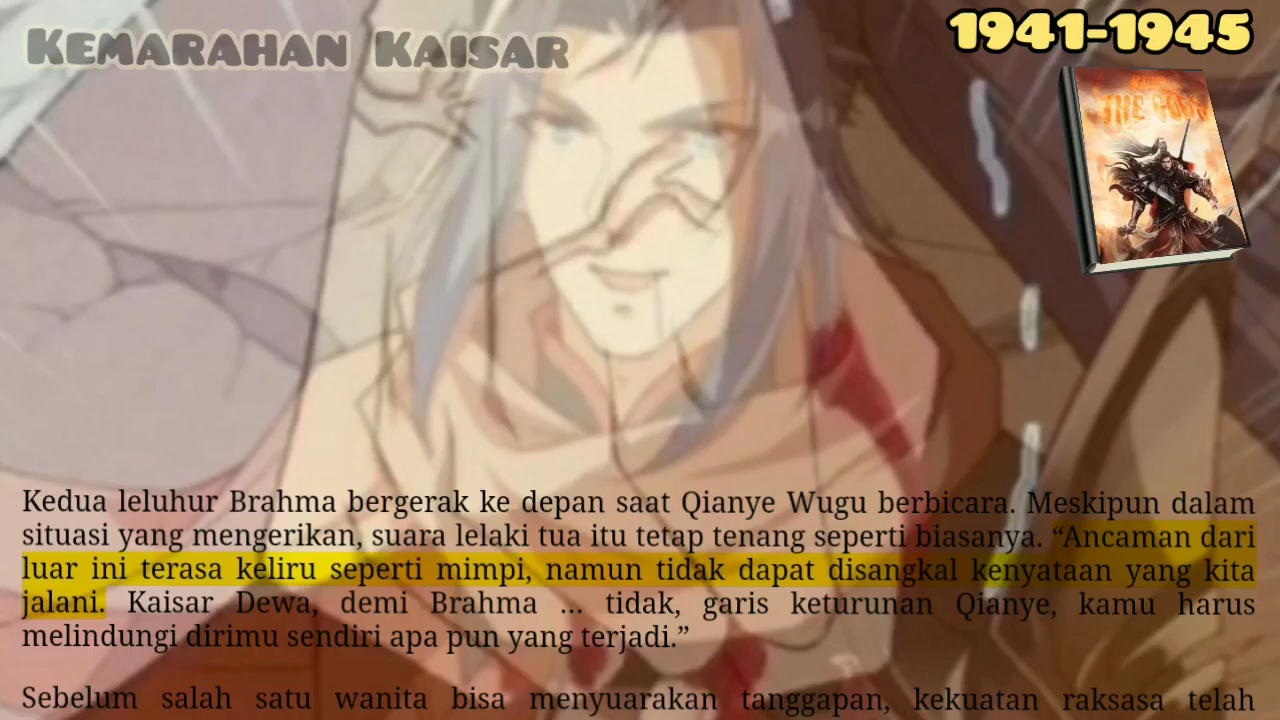 Kemarahan Kaisar
1941-1945
THE GODS
Kedua leluhur Brahma bergerak ke depan saat Qianye Wugu berbicara. Meskipun dalam
situasi yang mengerikan, suara lelaki tua itu tetap tenang seperti biasanya. “Ancaman dari
luar ini terasa keliru seperti mimpi, namun tidak dapat disangkal kenyataan yang kita
jalani. Kaisar Dewa, demi Brahma ... tidak, garis keturunan Qianye, kamu harus
melindungi dirimu sendiri apa pun yang terjadi.”
Sebelum salah satu wanita bisa menyuarakan tanggapan, kekuatan raksasa telah